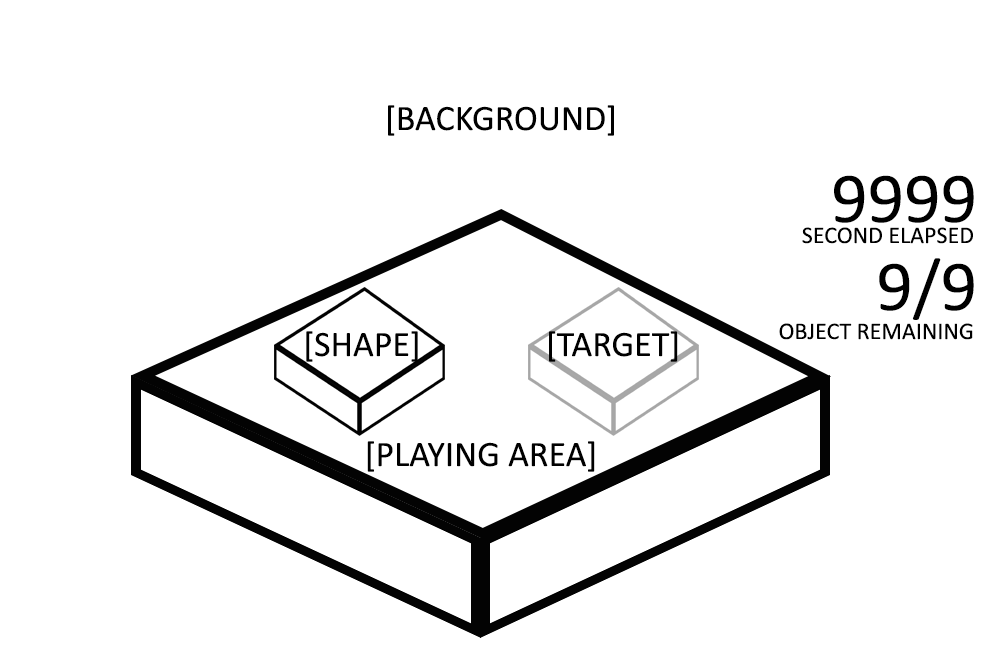 [BACKGROUND]
9999
SECOND ELAPSED
9/9
OBJECT REMAINING
[SHAPE]
[TARGET]
[PLAYING AREA]